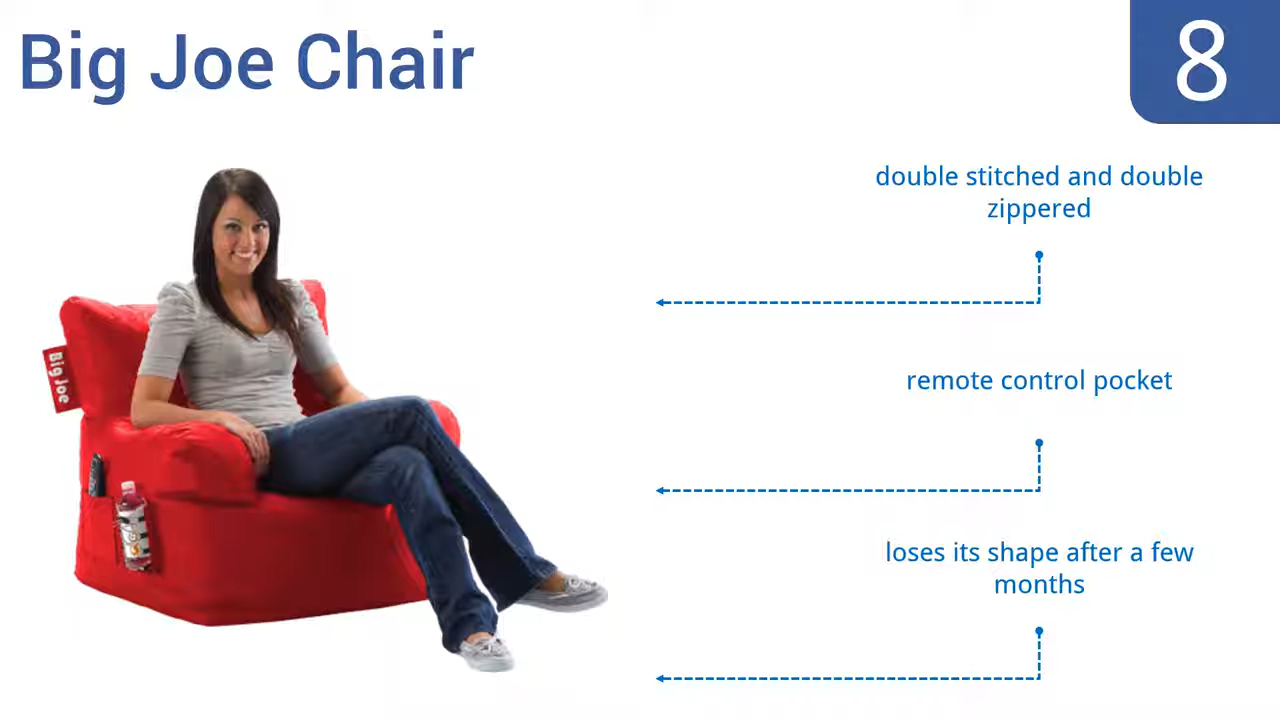 Big Joe Chair
8
double stitched and double
zippered
remote control pocket
loses its shape after a few
months
Big Joe